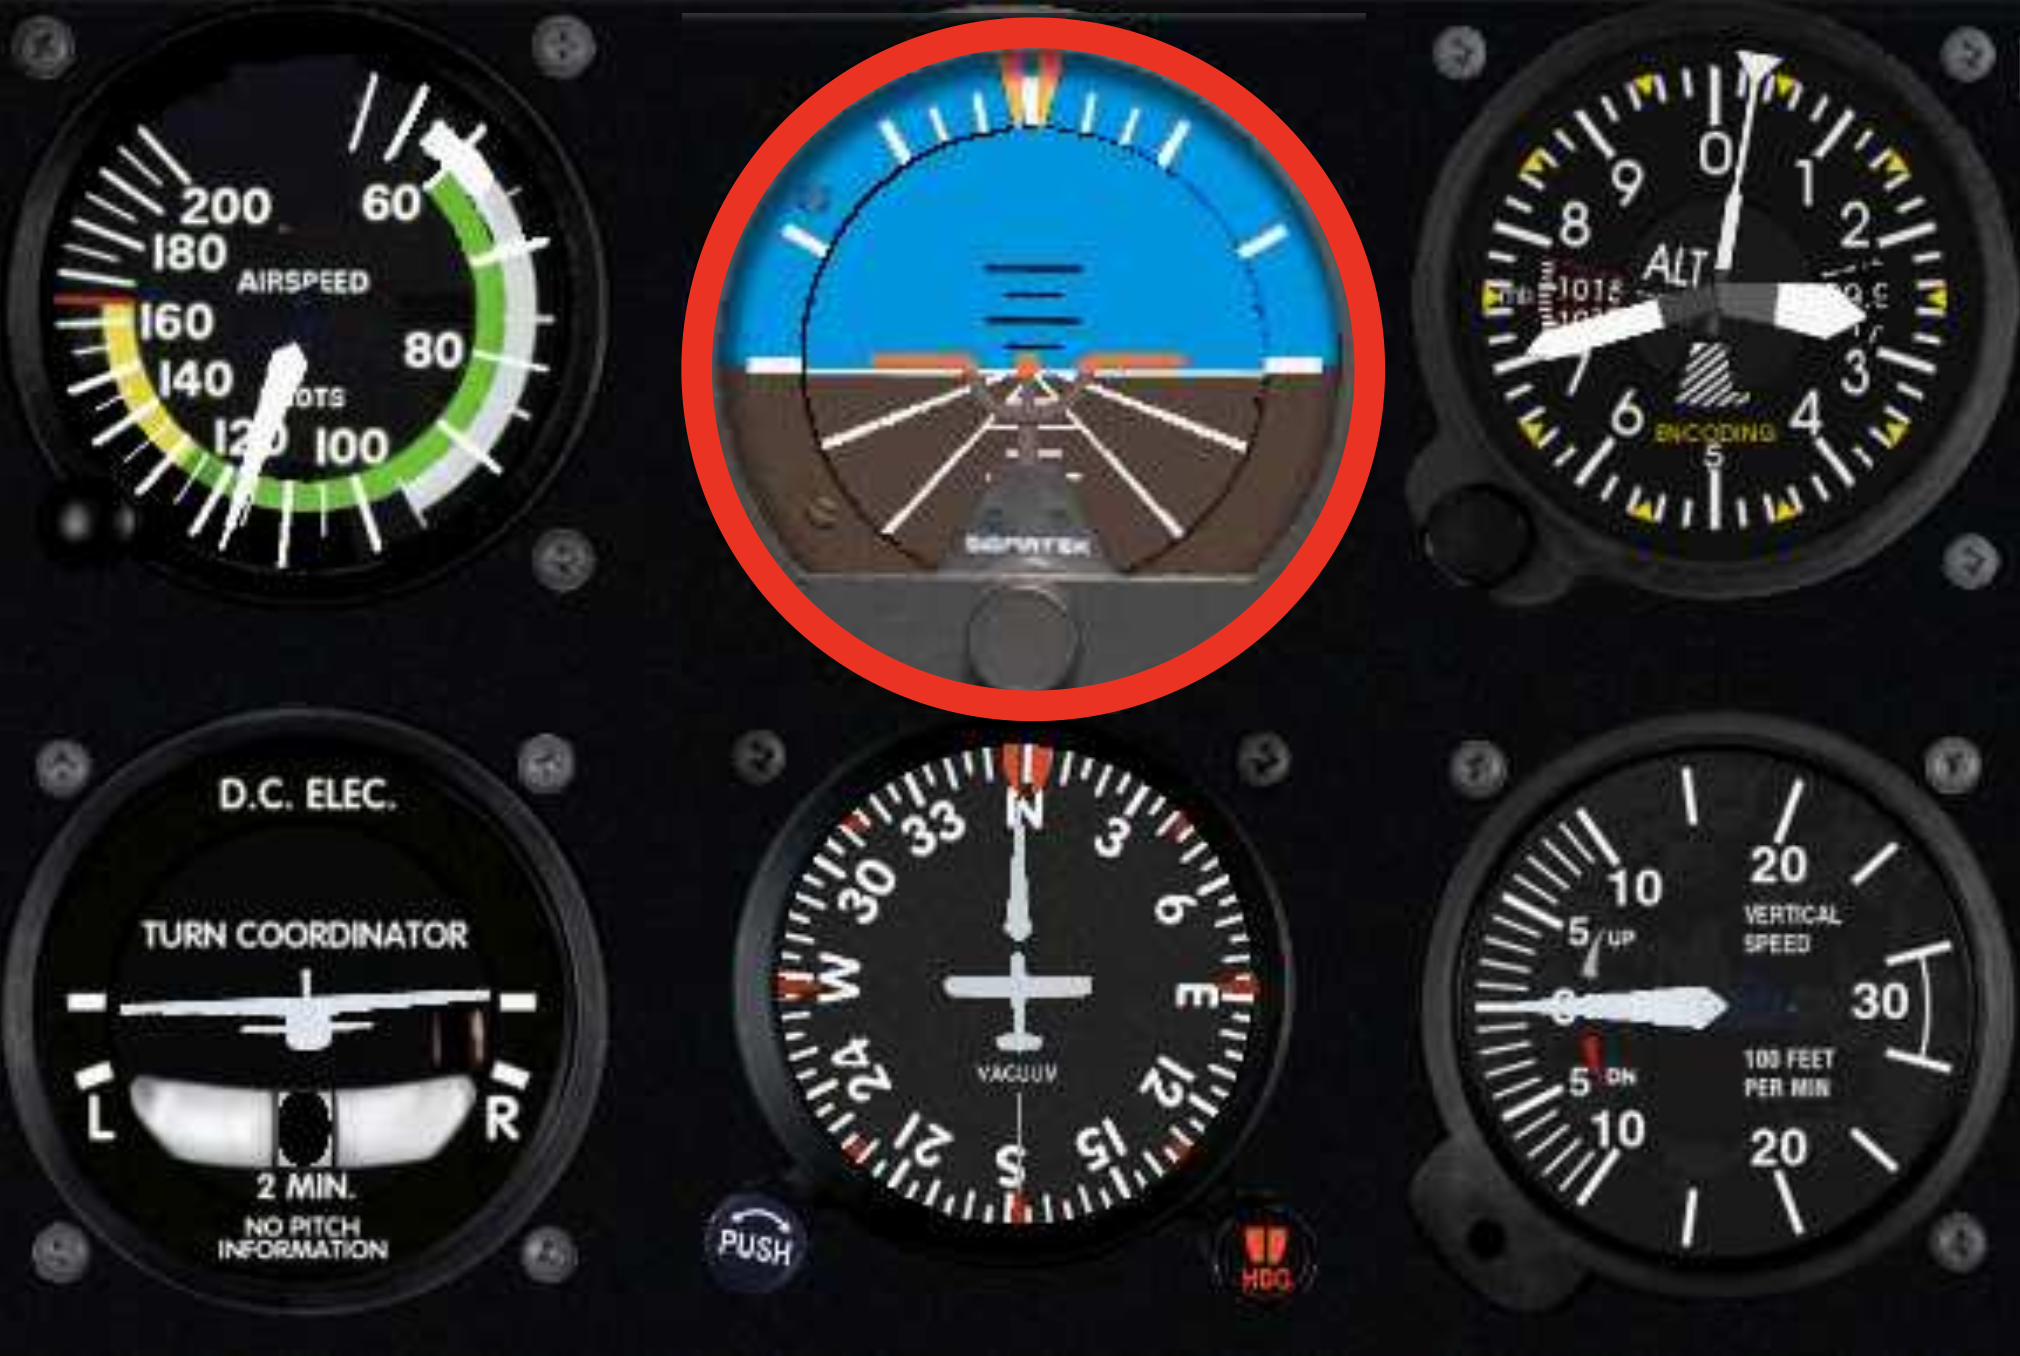 200
60
180
AIRSPEED
160
80
140
120
100
SIGMATEK
0
9
1
8
2
ALT
3
6
4
ENCODING
5
D.C. ELEC.
TURN COORDINATOR
L
R
2 MIN.
NO PITCH
INFORMATION
N
33
3
30
6
W
E
24
12
VACUUM
21
15
S
PUSH
HDG
20
10
VERTICAL
SPEED
5
UP
30
100 FEET
PER MIN
5
DN
10
20